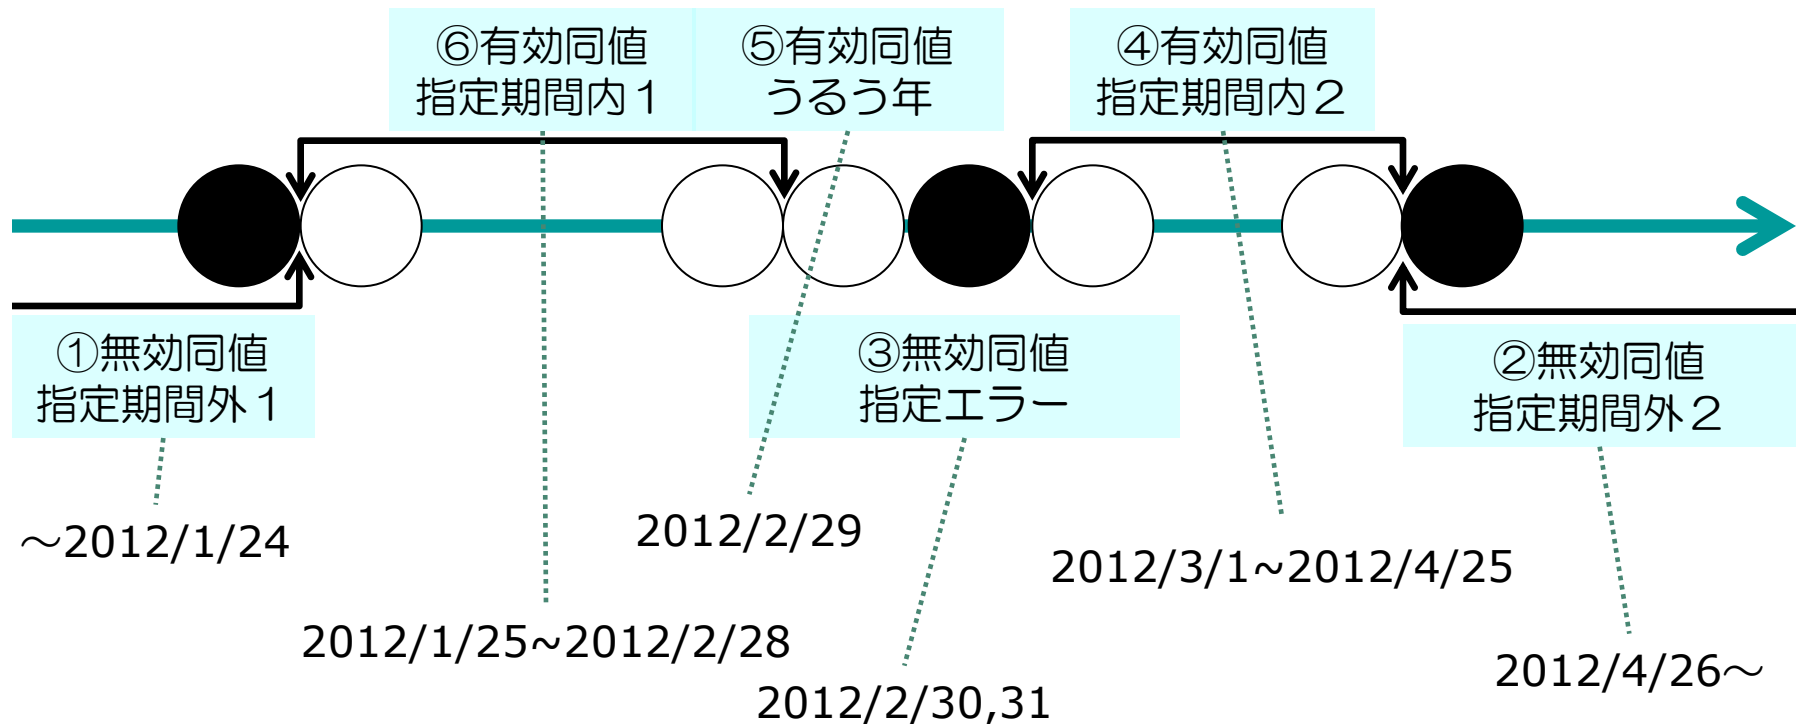 ⑥有効同値
指定期間内１
⑤有効同値
うるう年
④有効同値
指定期間内２
①無効同値
指定期間外１
③無効同値
指定エラー
②無効同値
指定期間外２
～2012/1/24
2012/2/29
2012/3/1~2012/4/25
2012/1/25~2012/2/28
2012/4/26～
2012/2/30,31